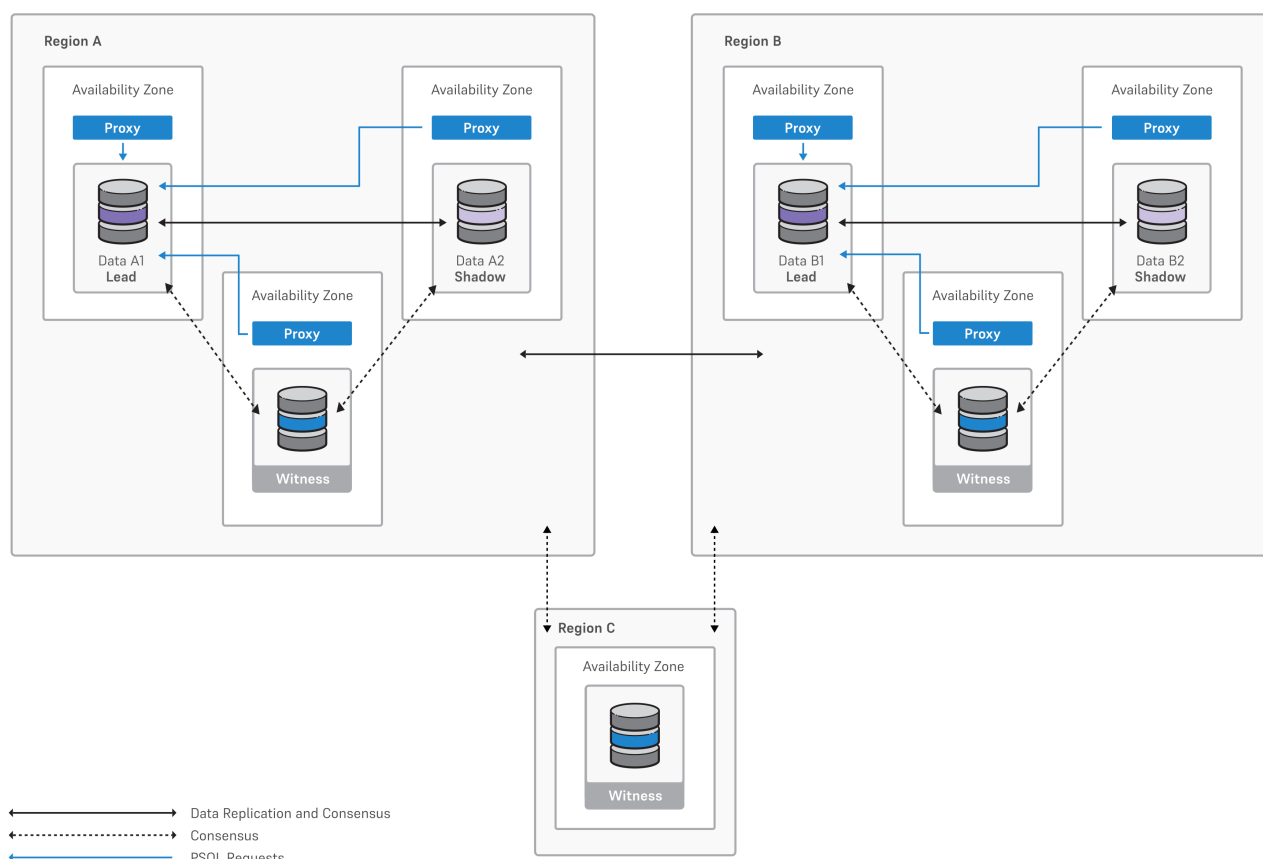 Region A
Availability Zone
Proxy
Data A1
Lead
Availability Zone
Proxy
Data A2
Shadow
Availability Zone
Proxy
Witness
Region B
Availability Zone
Proxy
Data B1
Lead
Availability Zone
Proxy
Data B2
Shadow
Availability Zone
Proxy
Witness
Region C
Availability Zone
Witness
Data Replication and Consensus
Consensus
PSQL Requests